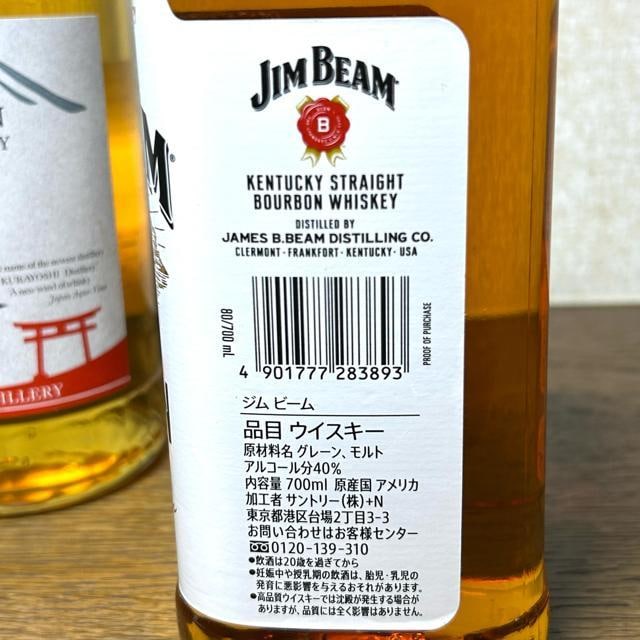 JIM BEAM
B
KENTUCKY STRAIGHT
BOURBON WHISKEY
DISTILLED BY
JAMES B.BEAM DISTILLING CO.
CLERMONT · FRANKFORT · KENTUCKY · USA
80/700 mL
PROOF OF PURCHASE
4 901777 283893
ジム ビーム
品目 ウイスキー
原材料名 グレーン、モルト
アルコール分40%
内容量 700ml 原産国 アメリカ
加工者 サントリー(株)+N
東京都港区台場2丁目3-3
お問い合わせはお客様センター
0120-139-310
●飲酒は20歳を過ぎてから
●妊娠中や授乳期の飲酒は、胎児・乳児の
発育に悪影響を与えるおそれがあります。
●高品質ウイスキーでは沈殿が発生する場合が
ありますが、品質には全く影響はありません。
name of the newest distillery
KURAYOSHI Distillery
A new wind of whisky